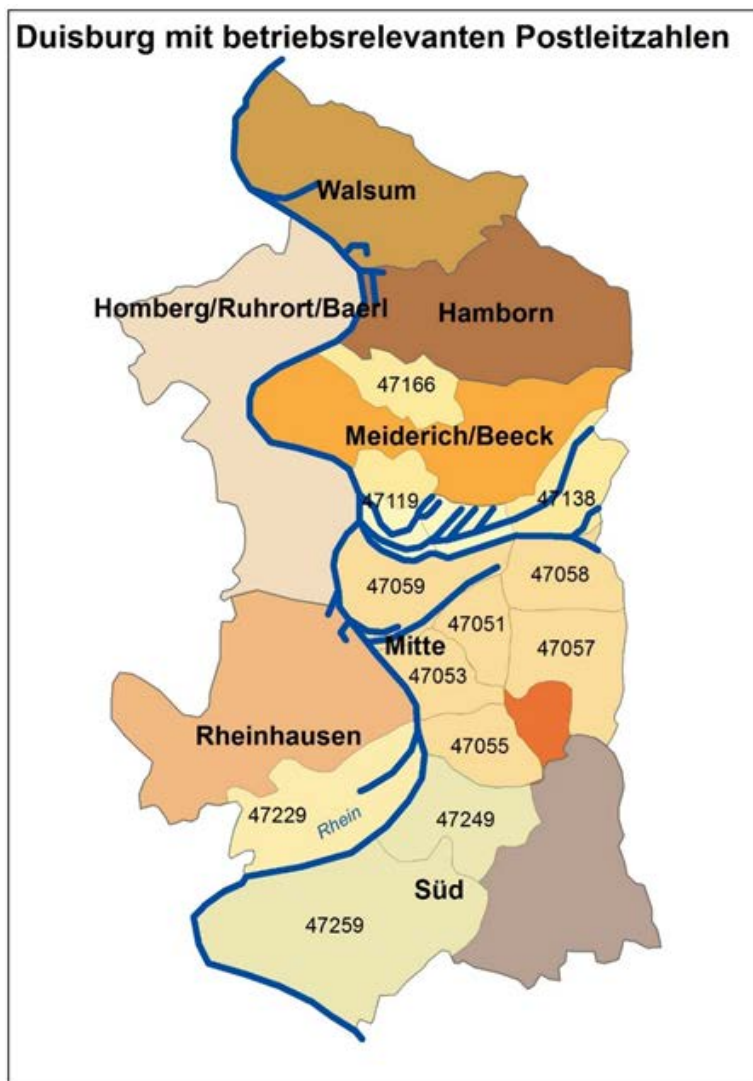 Duisburg mit betriebsrelevanten Postleitzahlen
Walsum
Homberg/Ruhrort/Baerl
Hamborn
47166
Meiderich/Beeck
47119
47138
47059
47058
47051
Mitte
47057
47053
Rheinhausen
47055
47229
Rhein
47249
Süd
47259